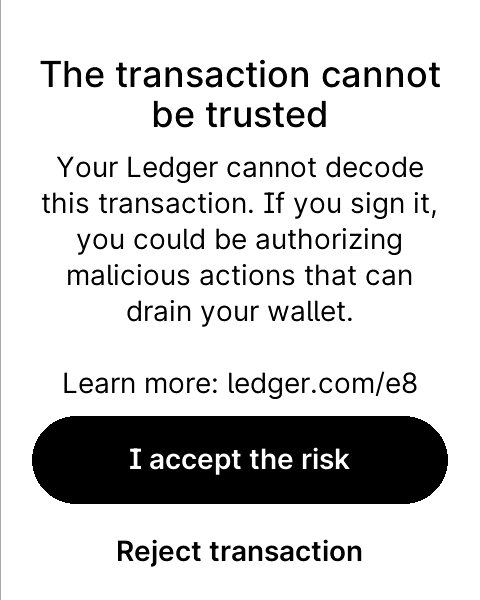 The transaction cannot
be trusted
Your Ledger cannot decode
this transaction. If you sign it,
you could be authorizing
malicious actions that can
drain your wallet.
Learn more: ledger.com/e8
I accept the risk
Reject transaction